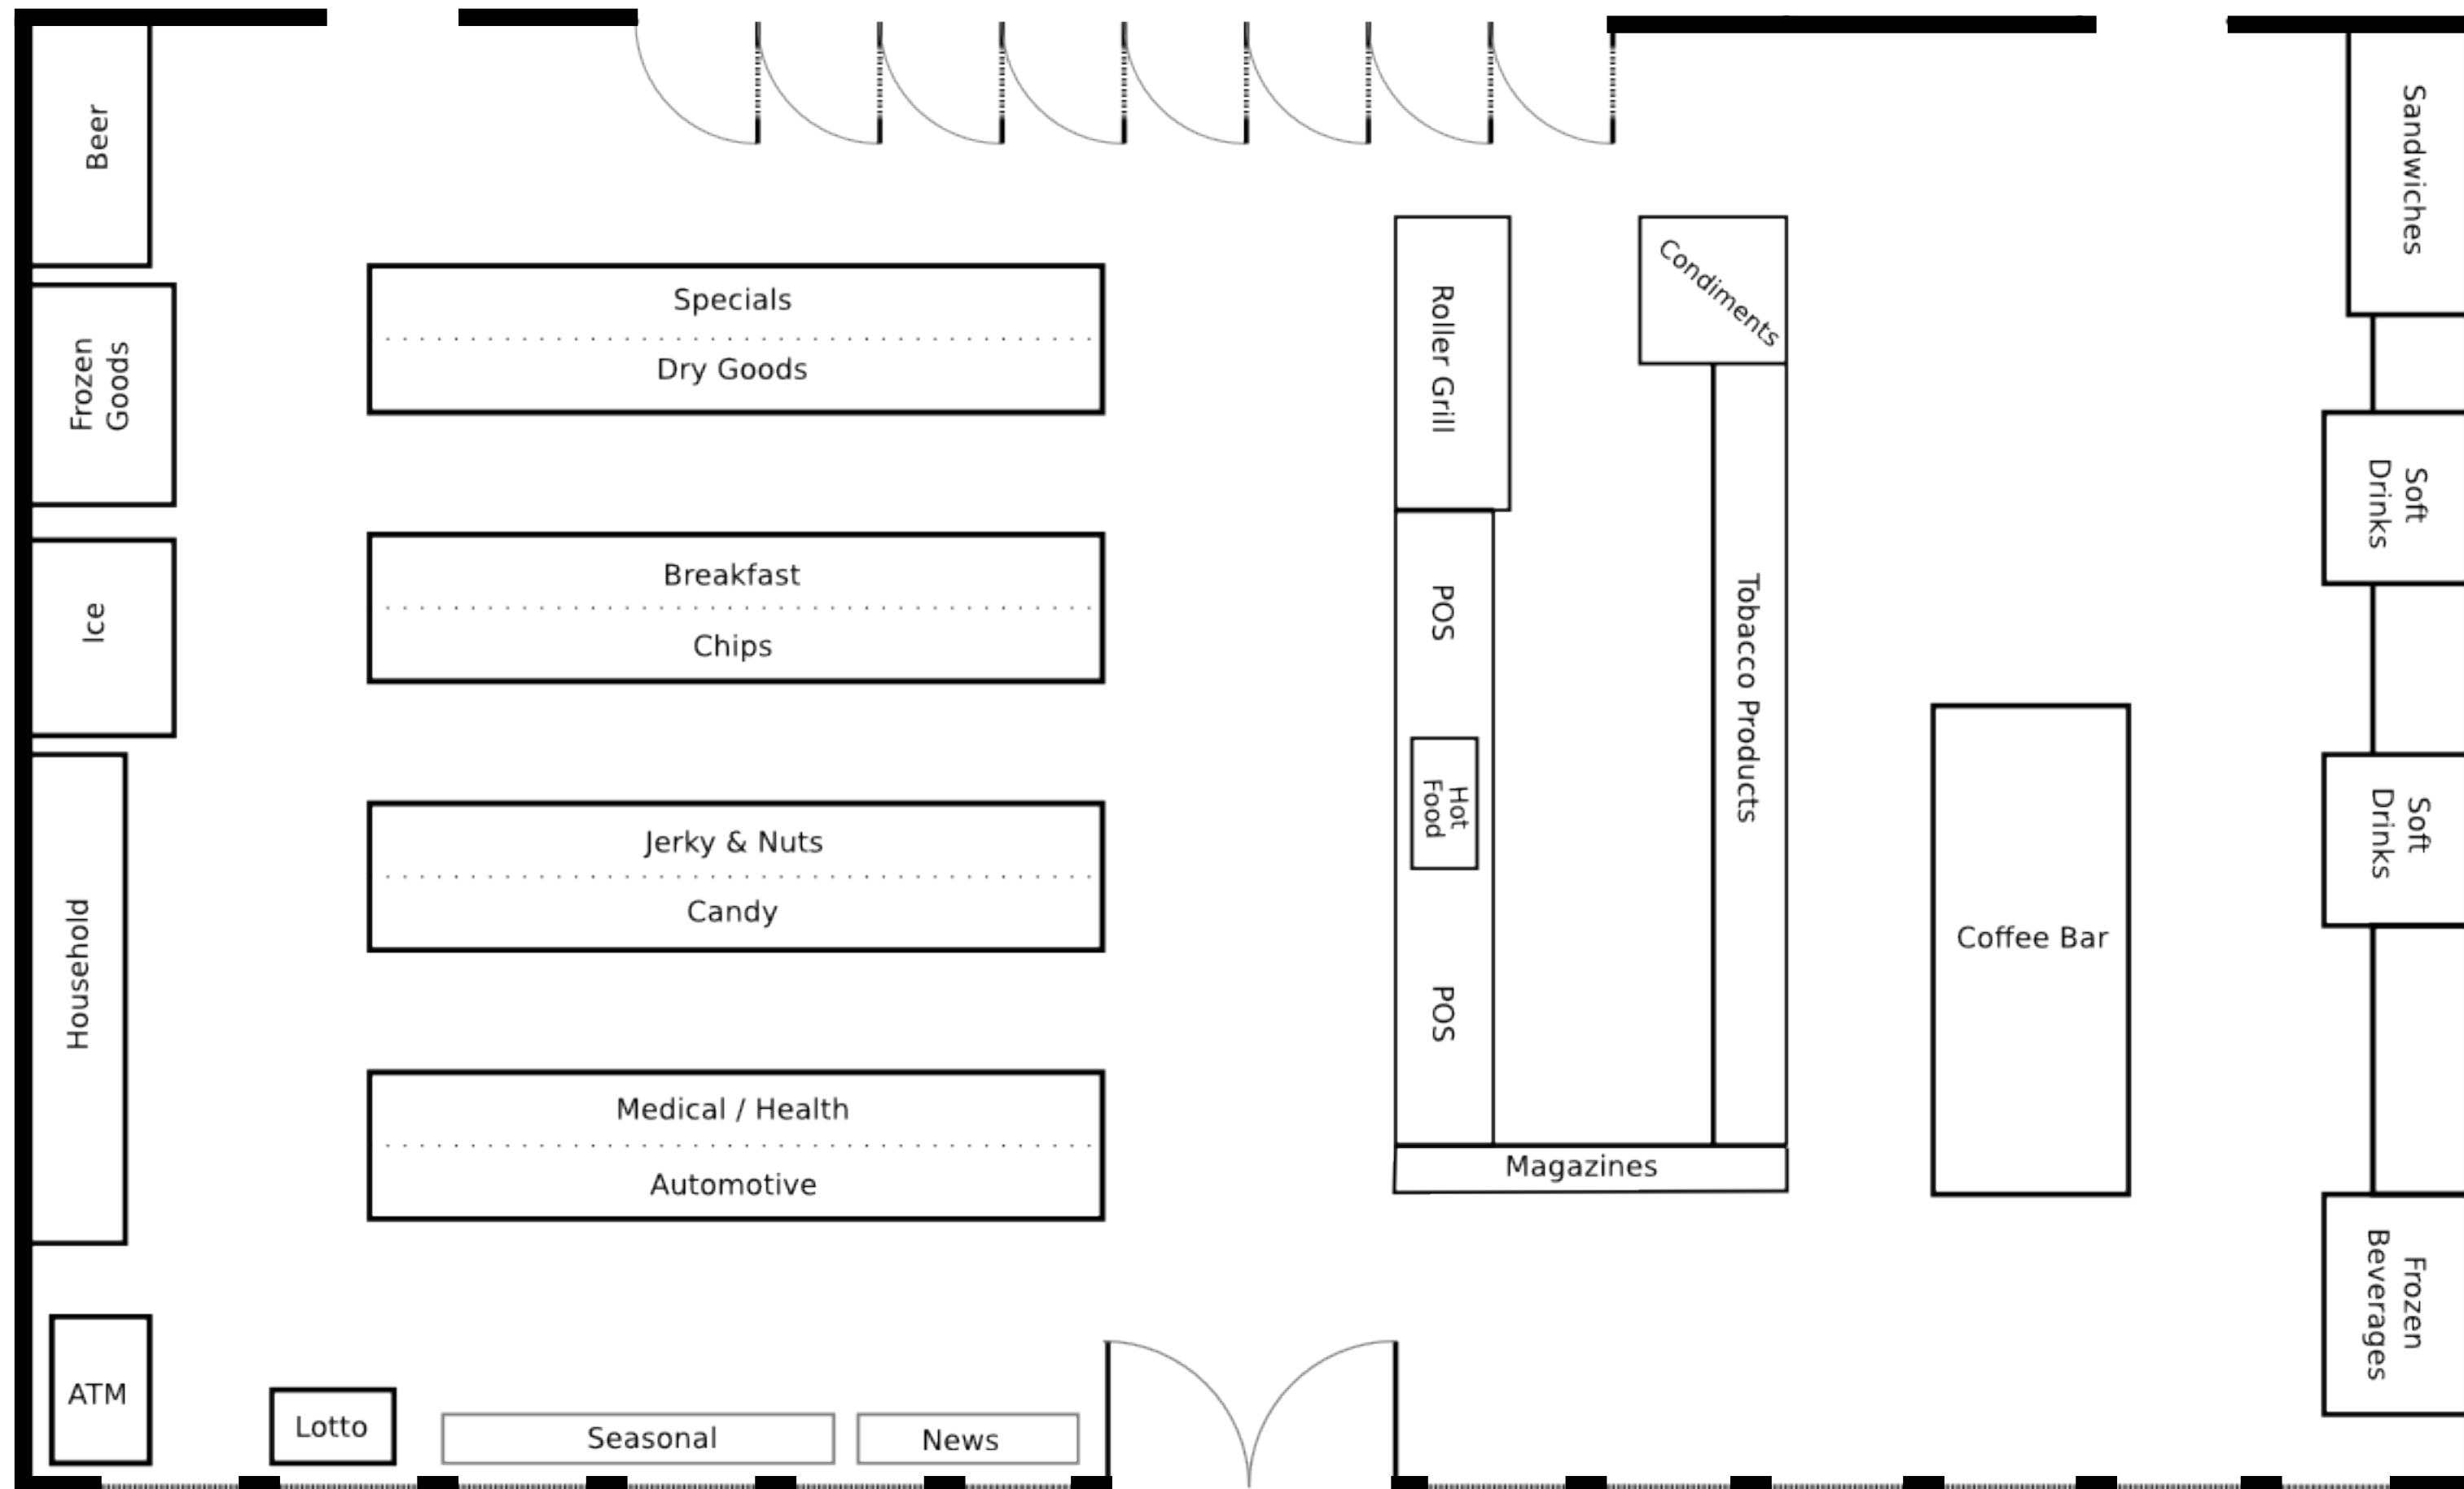 Beer
Frozen
Goods
Ice
Household
ATM
Lotto
Seasonal
News
Specials
Dry Goods
Breakfast
Chips
Jerky & Nuts
Candy
Medical / Health
Automotive
Roller Grill
POS
Hot
Food
POS
Magazines
Condiments
Tobacco Products
Coffee Bar
Sandwiches
Soft
Drinks
Soft
Drinks
Frozen
Beverages